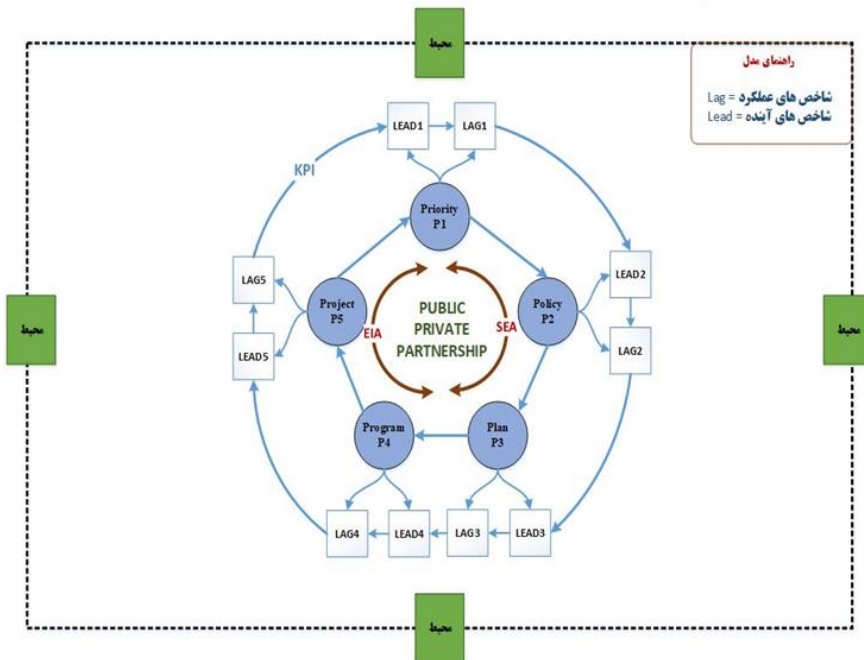 محیط
راهنمای مدل
شاخص های عملکرد = Lag
شاخص های آینده = Lead
LEAD1
LAG1
KPI
Priority
P1
LAG5
LEAD2
Project
P5
PUBLIC
PRIVATE
PARTNERSHIP
EIA
SEA
Policy
P2
محیط
محیط
LEAD5
LAG2
Program
P4
Plan
P3
LAG4
LEAD4
LAG3
LEAD3
محیط